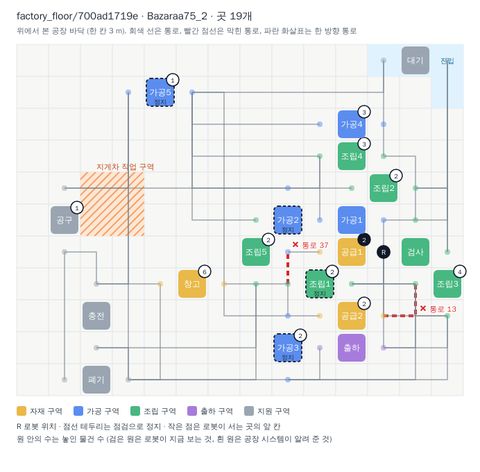 factory_floor/700ad1719e · Bazaraa75_2 · 곳 19개
위에서 본 공장 바닥 (한 칸 3 m). 회색 선은 통로, 빨간 점선은 막힌 통로, 파란 화살표는 한 방향 통로
대기
진입
1
가공5
정지
3
가공4
3
조립4
지게차 작업 구역
2
조립2
1
공구
가공2
정지
가공1
2
조립5
✕ 통로 37
2
공급1
R
검사
6
창고
2
조립1
정지
4
조립3
충전
2
공급2
✕ 통로 13
2
가공3
정지
출하
폐기
자재 구역 가공 구역 조립 구역 출하 구역 지원 구역
R 로봇 위치 · 점선 테두리는 점검으로 정지 · 작은 점은 로봇이 서는 곳의 앞 칸
원 안의 수는 놓인 물건 수 (검은 원은 로봇이 지금 보는 것, 흰 원은 공장 시스템이 알려 준 것)